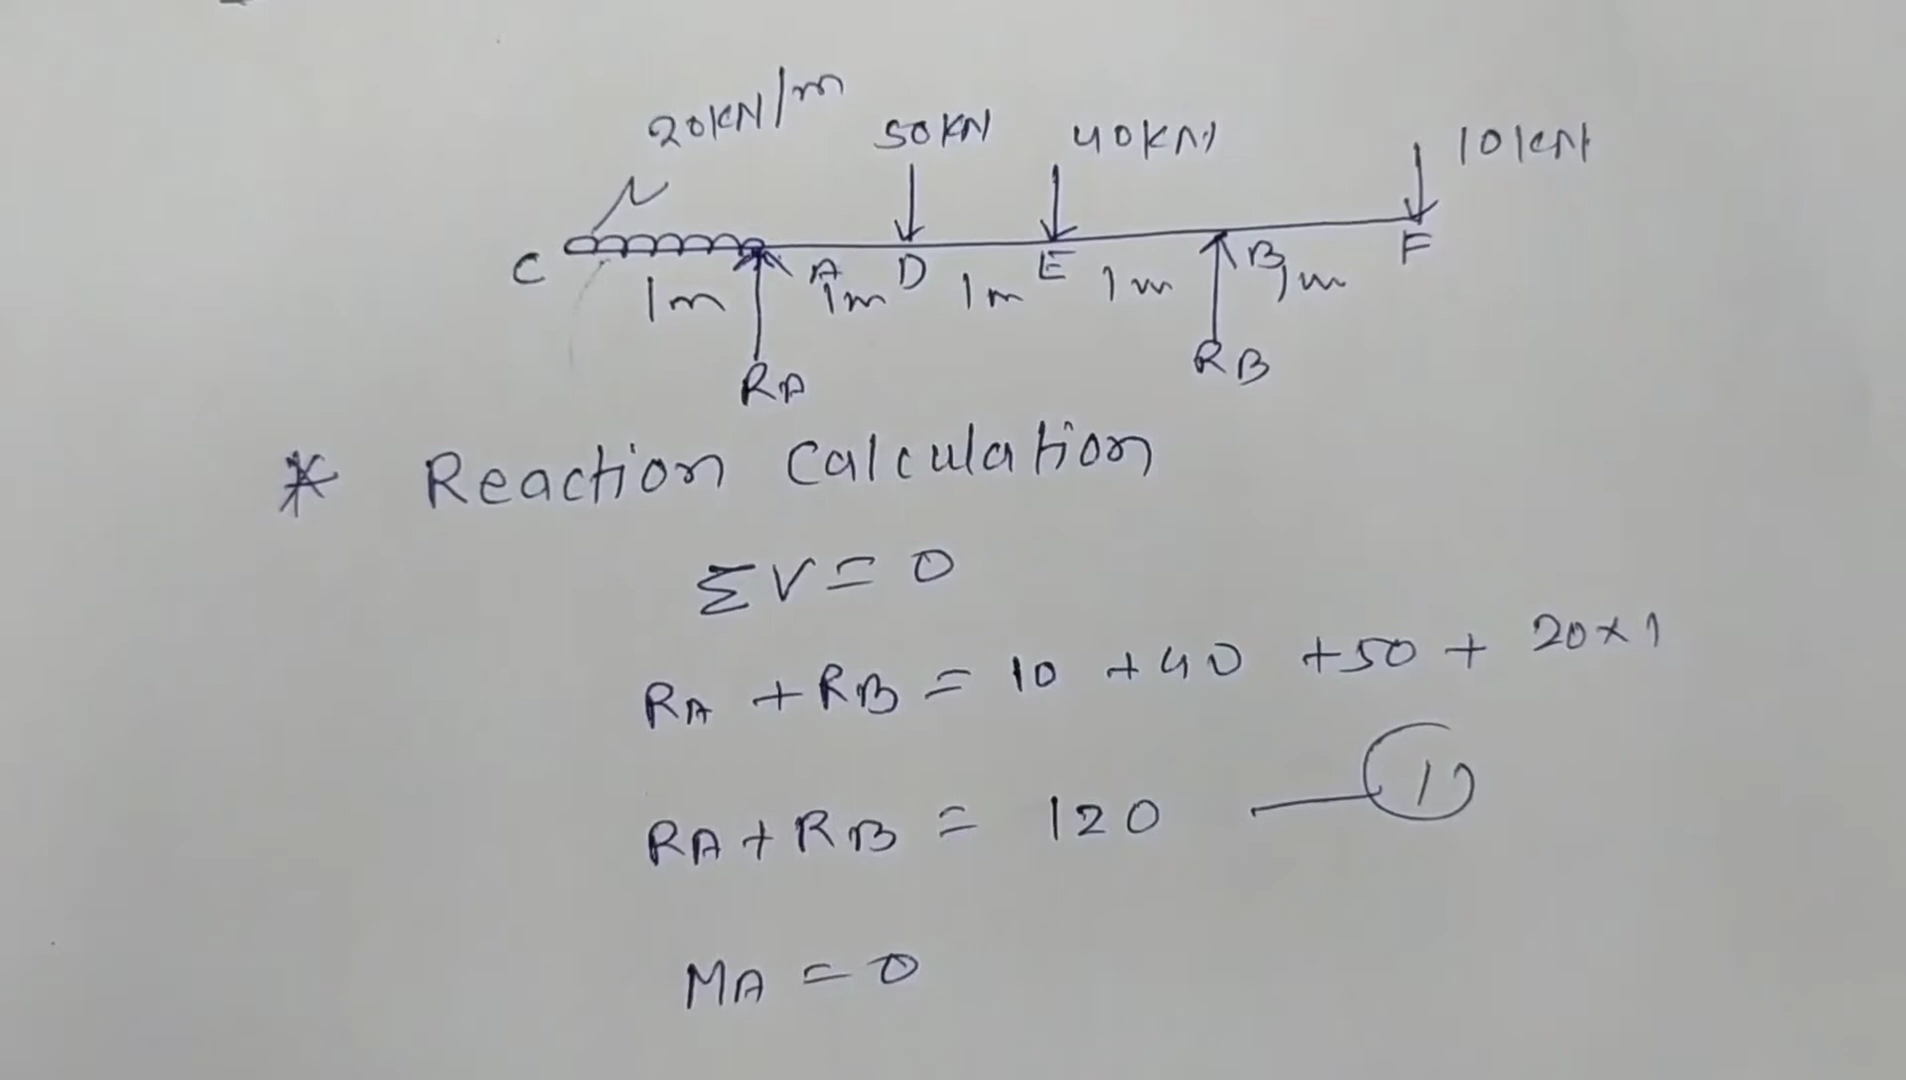 20KN/m 50KN 40KN 10KN
C A D E B F
1m 1m 1m 1m 1m
RA RB
* Reaction Calculation
ΣV = 0
RA + RB = 10 + 40 + 50 + 20×1
RA + RB = 120 — 1
MA = 0